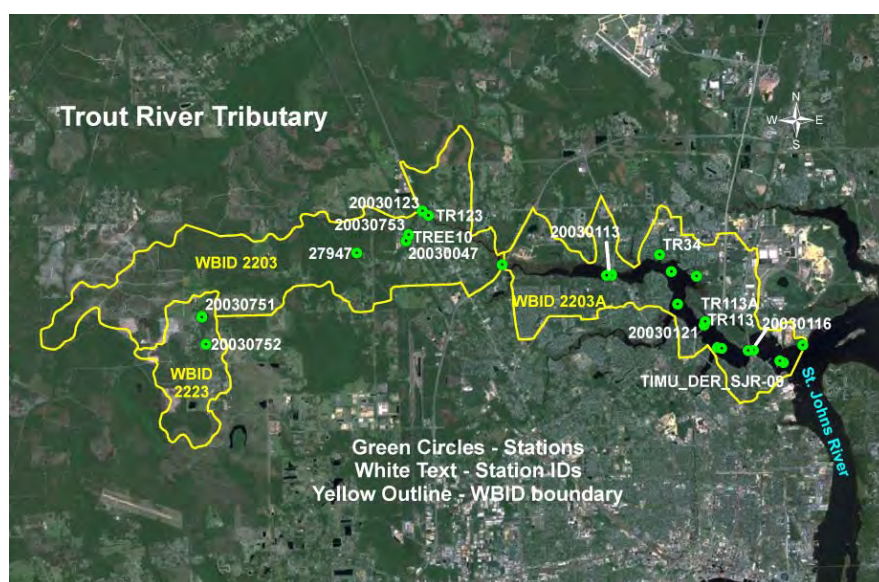 Trout River Tributary
N
W E
S
20030123
TR123
20030753
TREE10
20030113
27947
20030047
TR34
WBID 2203
WBID 2203A
TR113A
20030751
TR113
20030121
20030116
20030752
WBID
2223
TIMU_DER_SJR-09
St. Johns River
Green Circles - Stations
White Text - Station IDs
Yellow Outline - WBID boundary